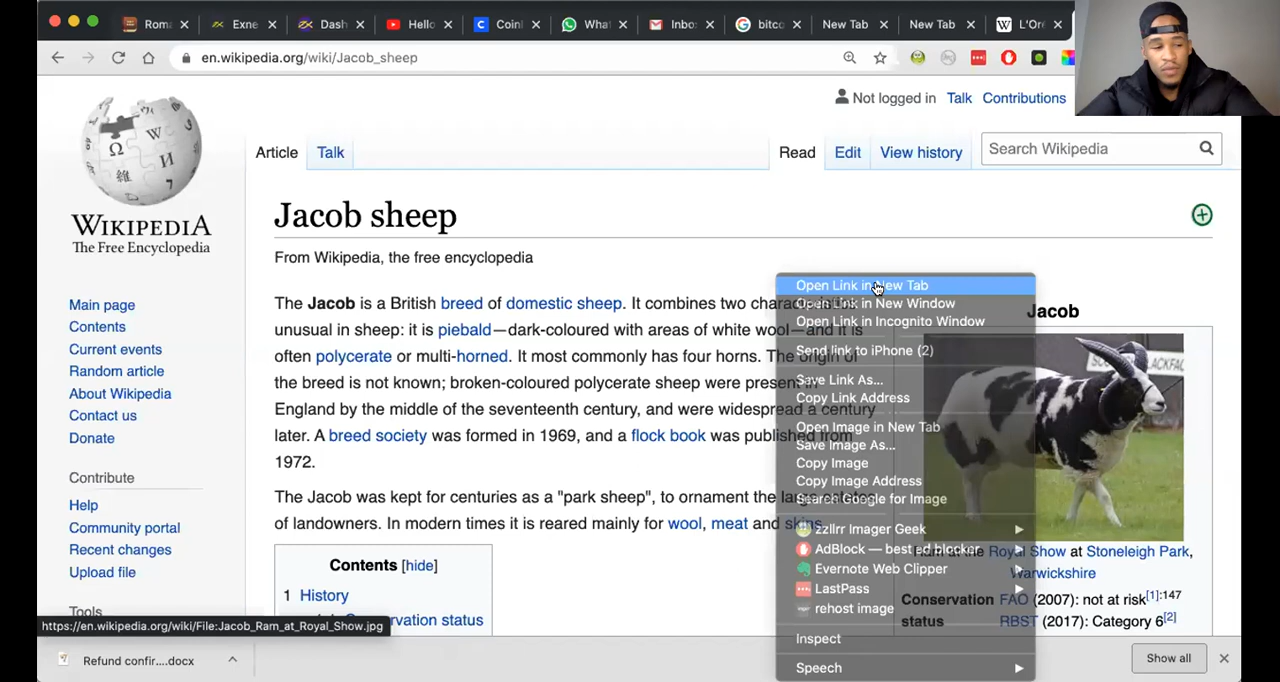 Roma
Exne
Dash
Hello
Coinl
What
Inbo
bitco
New Tab
New Tab
L'Oré
en.wikipedia.org/wiki/Jacob_sheep
Not logged in Talk Contributions
Article Talk
Read Edit View history Search Wikipedia
WIKIPEDIA
The Free Encyclopedia
Jacob sheep
From Wikipedia, the free encyclopedia
Main page
Contents
Current events
Random article
About Wikipedia
Contact us
Donate
Contribute
Help
Community portal
Recent changes
Upload file
Tools
The Jacob is a British breed of domestic sheep. It combines two
unusual in sheep: it is piebald—dark-coloured with areas of white wool—and it is
often polycerate or multi-horned. It most commonly has four horns. The origin of
the breed is not known; broken-coloured polycerate sheep were present in
England by the middle of the seventeenth century, and were widespread a century
later. A breed society was formed in 1969, and a flock book was published from
1972.
The Jacob was kept for centuries as a "park sheep", to ornament the large estates
of landowners. In modern times it is reared mainly for wool, meat and skins.
Contents [hide]
1 History
ervation status
Open Link in New Tab
Open Link in New Window
Open Link in Incognito Window
Send link to iPhone (2)
Save Link As...
Copy Link Address
Open Image in New Tab
Save Image As...
Copy Image
Copy Image Address
Search Google for Image
zzllrr Imager Geek
AdBlock — best ad blocker
Evernote Web Clipper
LastPass
rehost image
Inspect
Speech
Jacob
Ram at Royal Show at Stoneleigh Park,
Warwickshire
Conservation status
FAO (2007): not at risk[1]:147
RBST (2017): Category 6[2]
https://en.wikipedia.org/wiki/File:Jacob_Ram_at_Royal_Show.jpg
Refund confir....docx
Show all